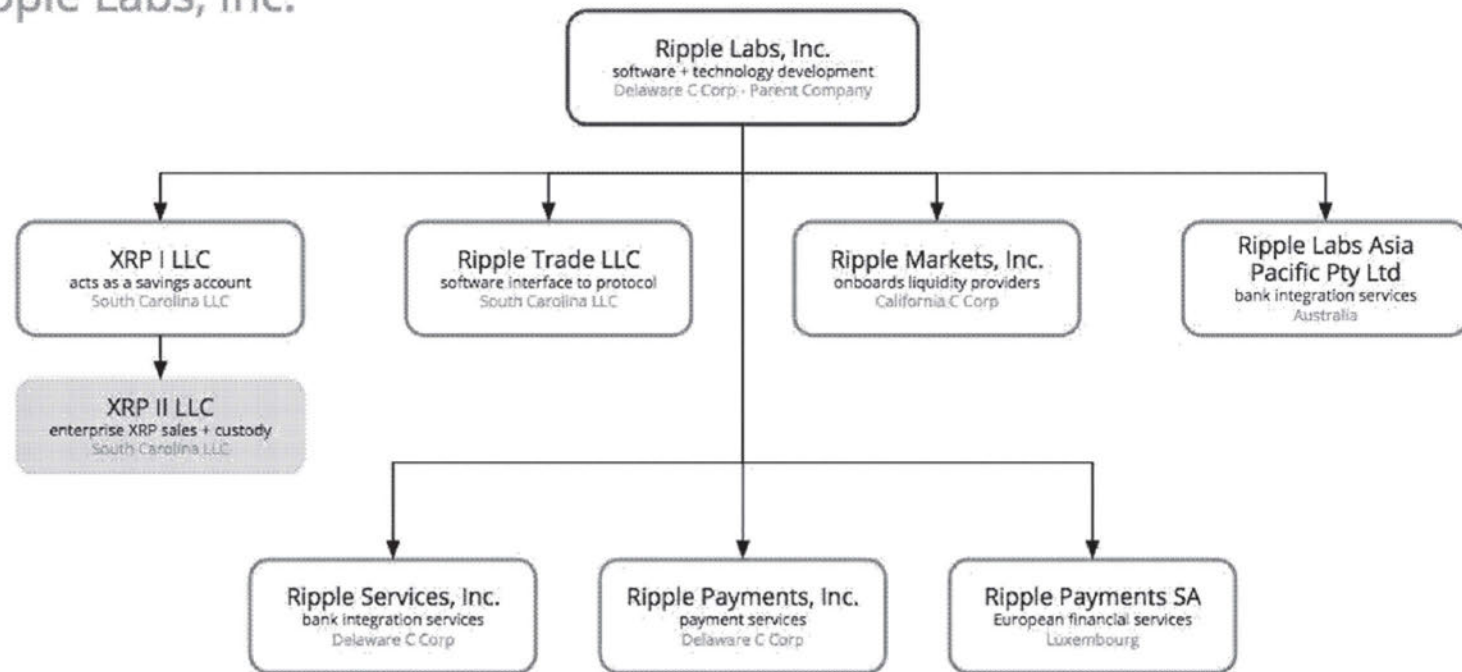 Labs, Inc.
Ripple Labs, Inc.
software + technology development
Delaware C Corp - Parent Company
XRP I LLC
acts as a savings account
South Carolina LLC
Ripple Trade LLC
software interface to protocol
South Carolina LLC
Ripple Markets, Inc.
onboards liquidity providers
California C Corp
Ripple Labs Asia
Pacific Pty Ltd
bank integration services
Australia
XRP II LLC
enterprise XRP sales + custody
South Carolina LLC
Ripple Services, Inc.
bank integration services
Delaware C Corp
Ripple Payments, Inc.
payment services
Delaware C Corp
Ripple Payments SA
European financial services
Luxembourg